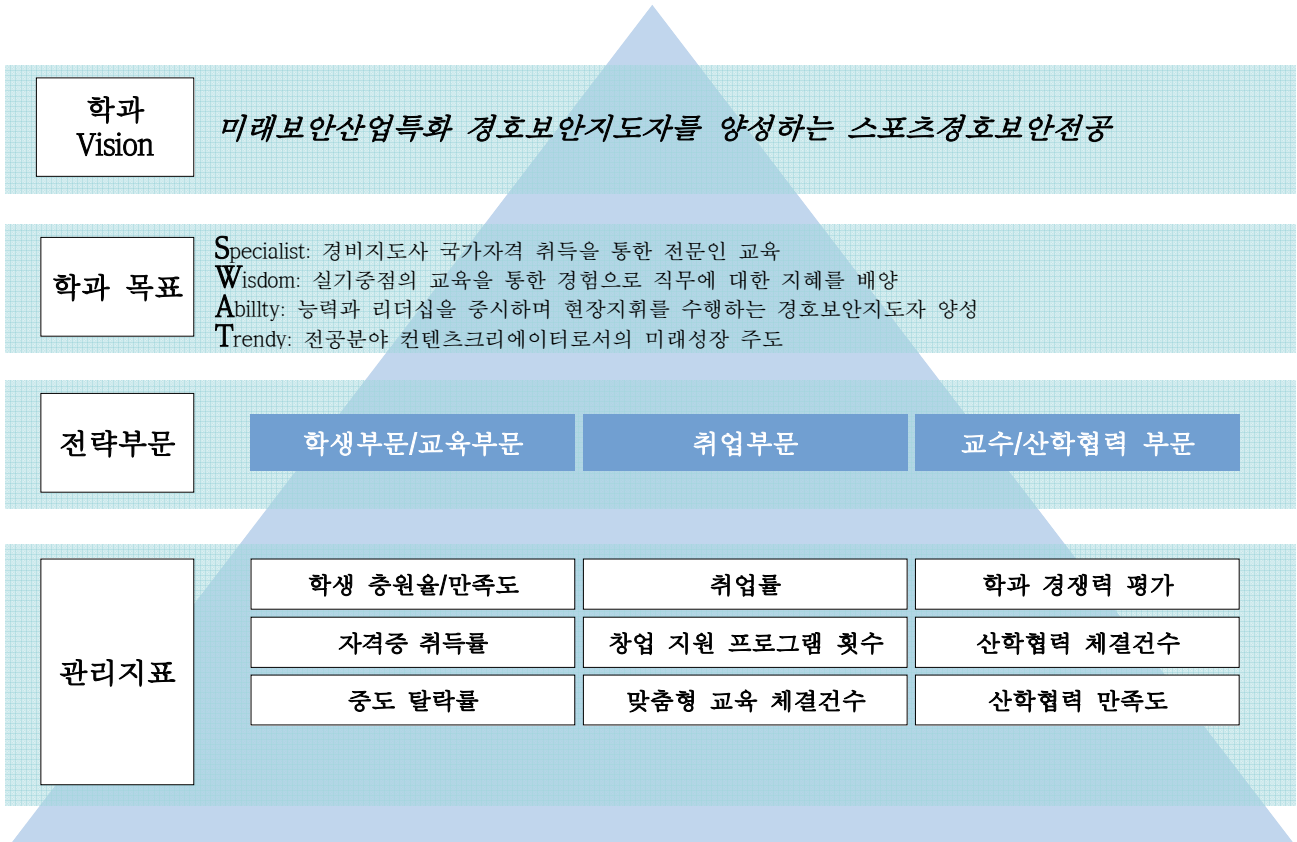 학과
Vision
미래보안산업특화 경호보안지도자를 양성하는 스포츠경호보안전공
학과 목표
Specialist: 경비지도사 국가자격 취득을 통한 전문인 교육
Wisdom: 실기중점의 교육을 통한 경험으로 직무에 대한 지혜를 배양
Abillty: 능력과 리더십을 중시하며 현장지휘를 수행하는 경호보안지도자 양성
Trendy: 전공분야 컨텐츠크리에이터로서의 미래성장 주도
전략부문
학생부문/교육부문 취업부문 교수/산학협력 부문
관리지표
학생 충원율/만족도 취업률 학과 경쟁력 평가
자격증 취득률 창업 지원 프로그램 횟수 산학협력 체결건수
중도 탈락률 맞춤형 교육 체결건수 산학협력 만족도